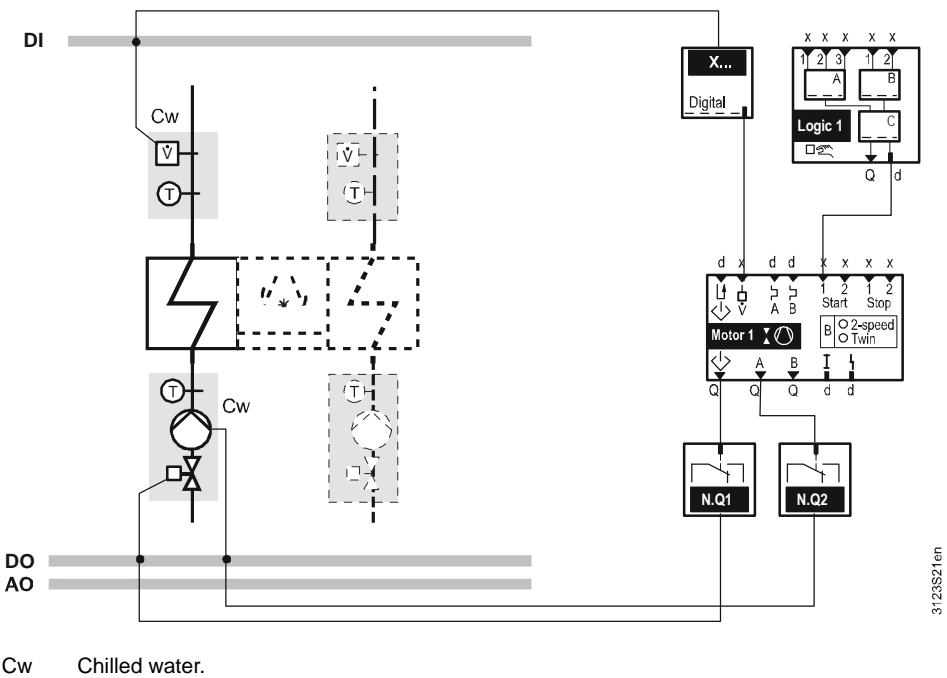 DI
X...
Digital
x x x x x
1 2 3 1 2
A B
C
Logic 1
Q d
Cw
V̇ V̇
T T
d x d d x x x x
1 2 1 2
V̇ A B Start Stop
Motor 1
B 2-speed
Twin
A B
Q Q Q d d
T T
Cw
N.Q1 N.Q2
DO
AO
3123S21en
Cw Chilled water.